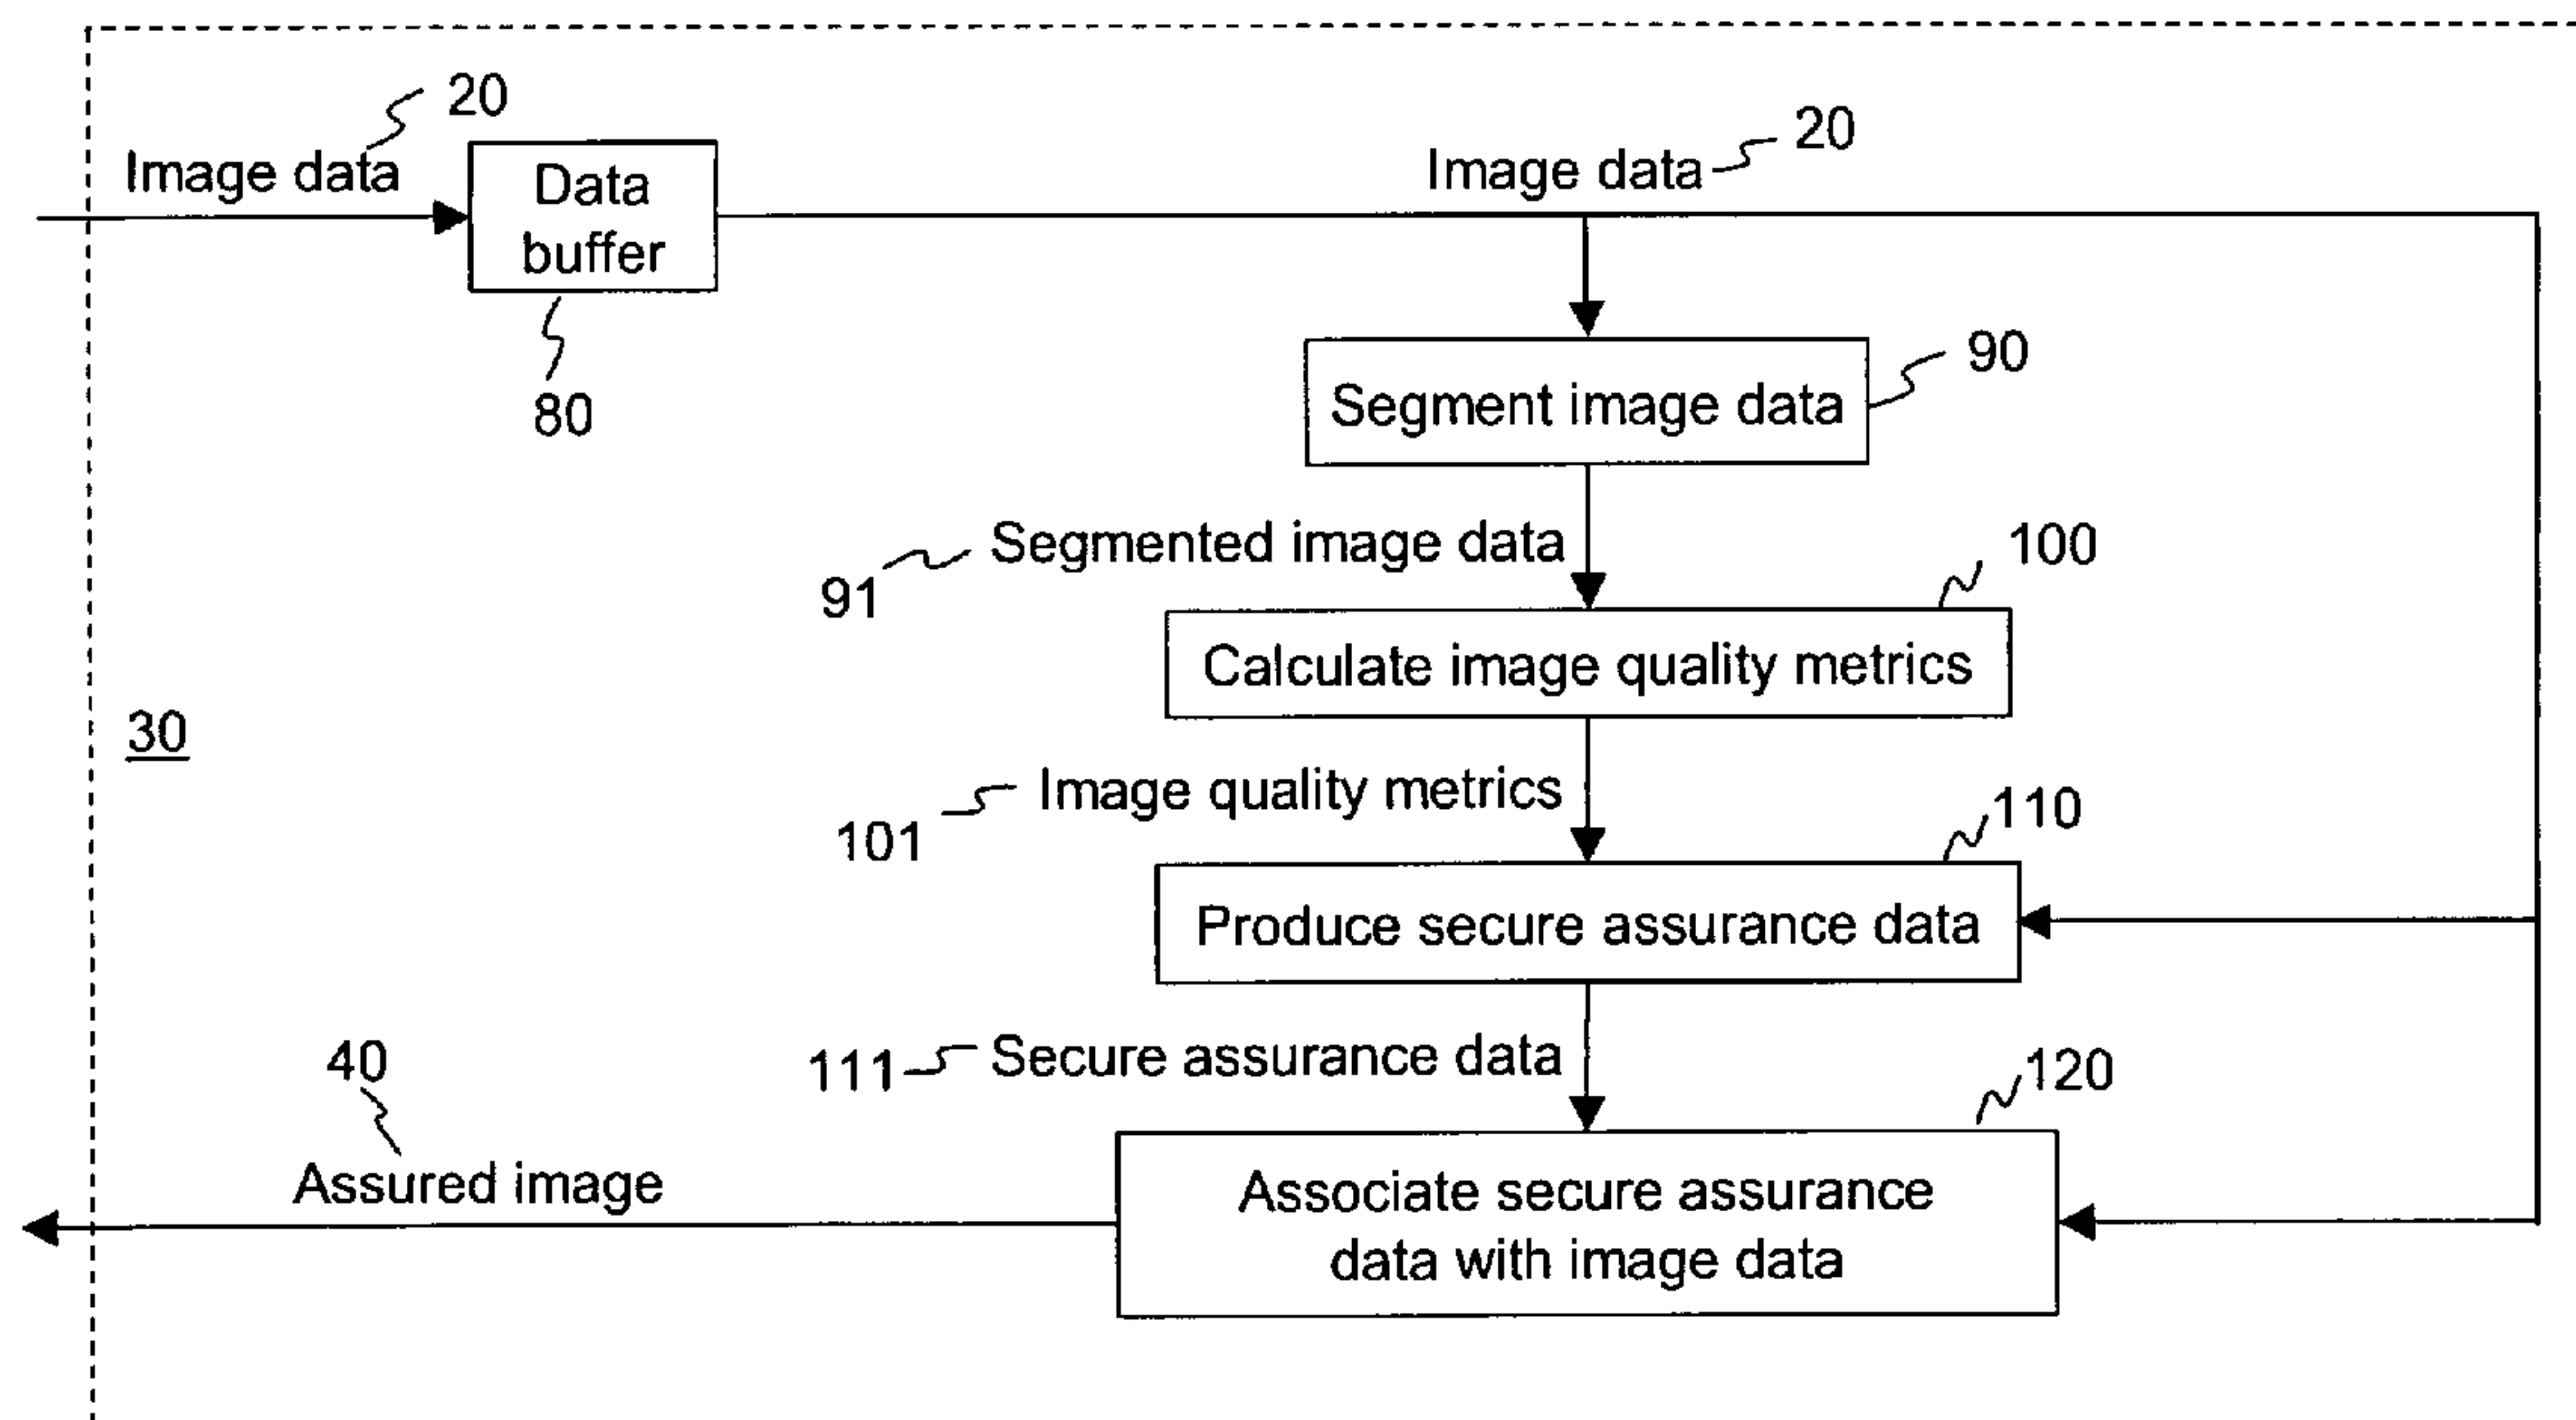 20
Image data
Data
buffer
80
Image data
20
Segment image data
90
Segmented image data
91
100
Calculate image quality metrics
30
Image quality metrics
101
110
Produce secure assurance data
111
Secure assurance data
40
Assured image
120
Associate secure assurance
data with image data